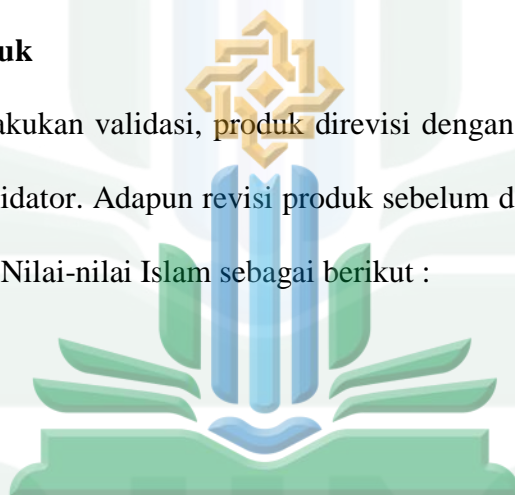 uk
akukan validasi, produk direvisi dengan
idator. Adapun revisi produk sebelum d
Nilai-nilai Islam sebagai berikut :